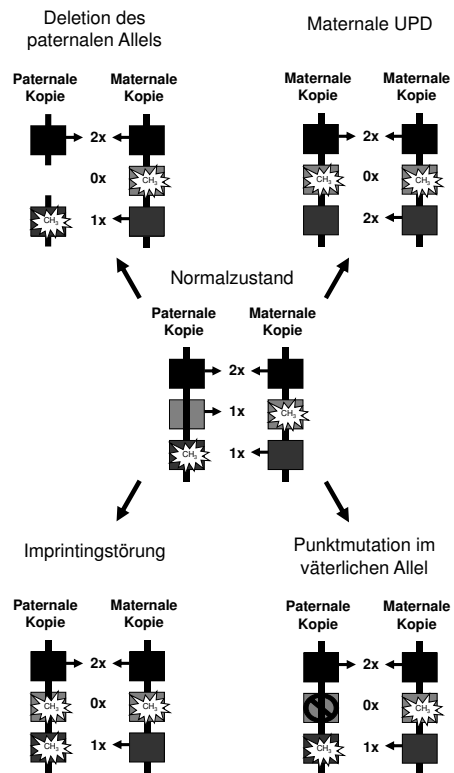 Deletion des
paternalen Allels
Paternale
Kopie
Maternale
Kopie
2x
0x
CH3
CH3
1x
Maternale UPD
Maternale
Kopie
Maternale
Kopie
2x
CH3
0x
CH3
2x
Normalzustand
Paternale
Kopie
Maternale
Kopie
2x
1x
CH3
CH3
1x
Imprintingstörung
Paternale
Kopie
Maternale
Kopie
2x
CH3
0x
CH3
CH3
1x
Punktmutation im
väterlichen Allel
Paternale
Kopie
Maternale
Kopie
2x
0x
CH3
CH3
1x